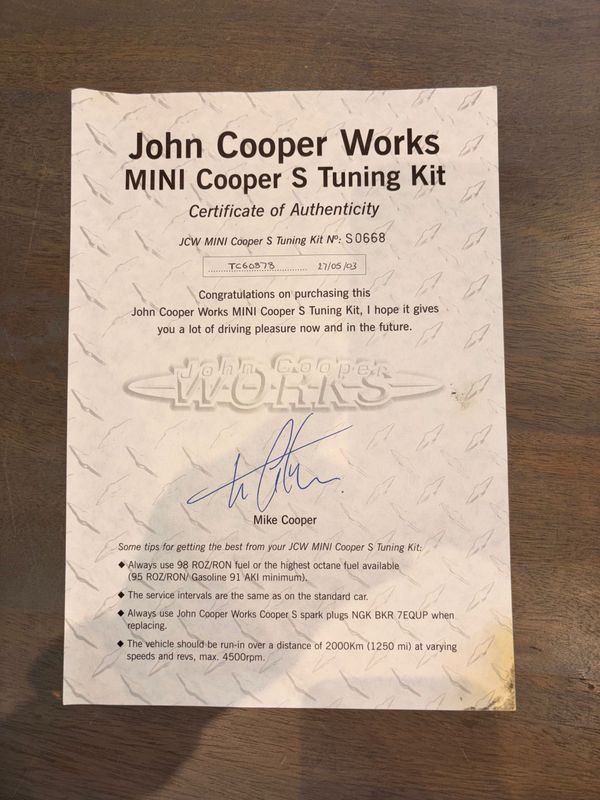 John Cooper Works
MINI Cooper S Tuning Kit
Certificate of Authenticity
JCW MINI Cooper S Tuning Kit Nº: S0668
TC60878 27/05/03
Congratulations on purchasing this
John Cooper Works MINI Cooper S Tuning Kit, I hope it gives
you a lot of driving pleasure now and in the future.
John Cooper
WORKS
Mike Cooper
Some tips for getting the best from your JCW MINI Cooper S Tuning Kit:
◆ Always use 98 ROZ/RON fuel or the highest octane fuel available
(95 ROZ/RON/ Gasoline 91 AKI minimum).
◆ The service intervals are the same as on the standard car.
◆ Always use John Cooper Works Cooper S spark plugs NGK BKR 7EQUP when
replacing.
◆ The vehicle should be run-in over a distance of 2000Km (1250 mi) at varying
speeds and revs, max. 4500rpm.